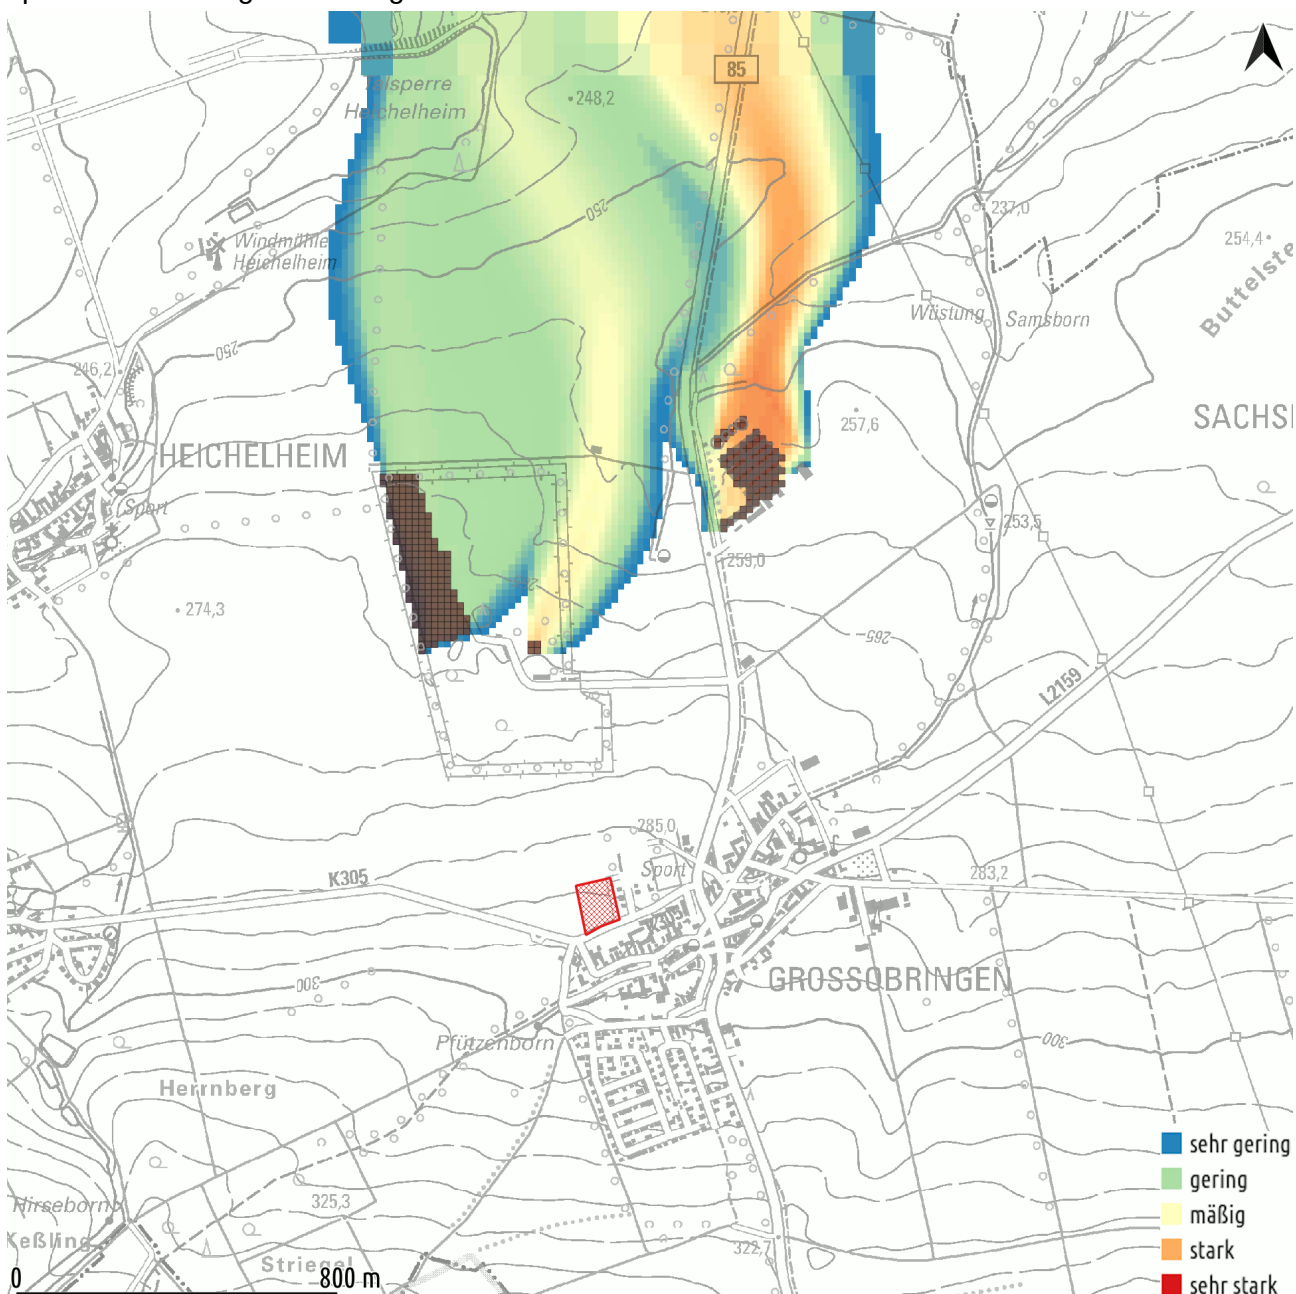 85
Talsperre
Heichelheim
248,2
250
237,0
254,4
Windmühle
Heichelheim
Buttelste
Wüstung Samsborn
250
246,2
257,6
SACHS
HEICHELHEIM
Sport
253,5
259,0
274,3
265
L2159
285,0
Sport
K305
283,2
K305
GROSSOBRINGEN
300
Pfützenborn
300
Herrnberg
sehr gering
gering
Hirseborn
325,3
mäßig
Keßling
322,7
stark
Striegel
0 800 m
sehr stark